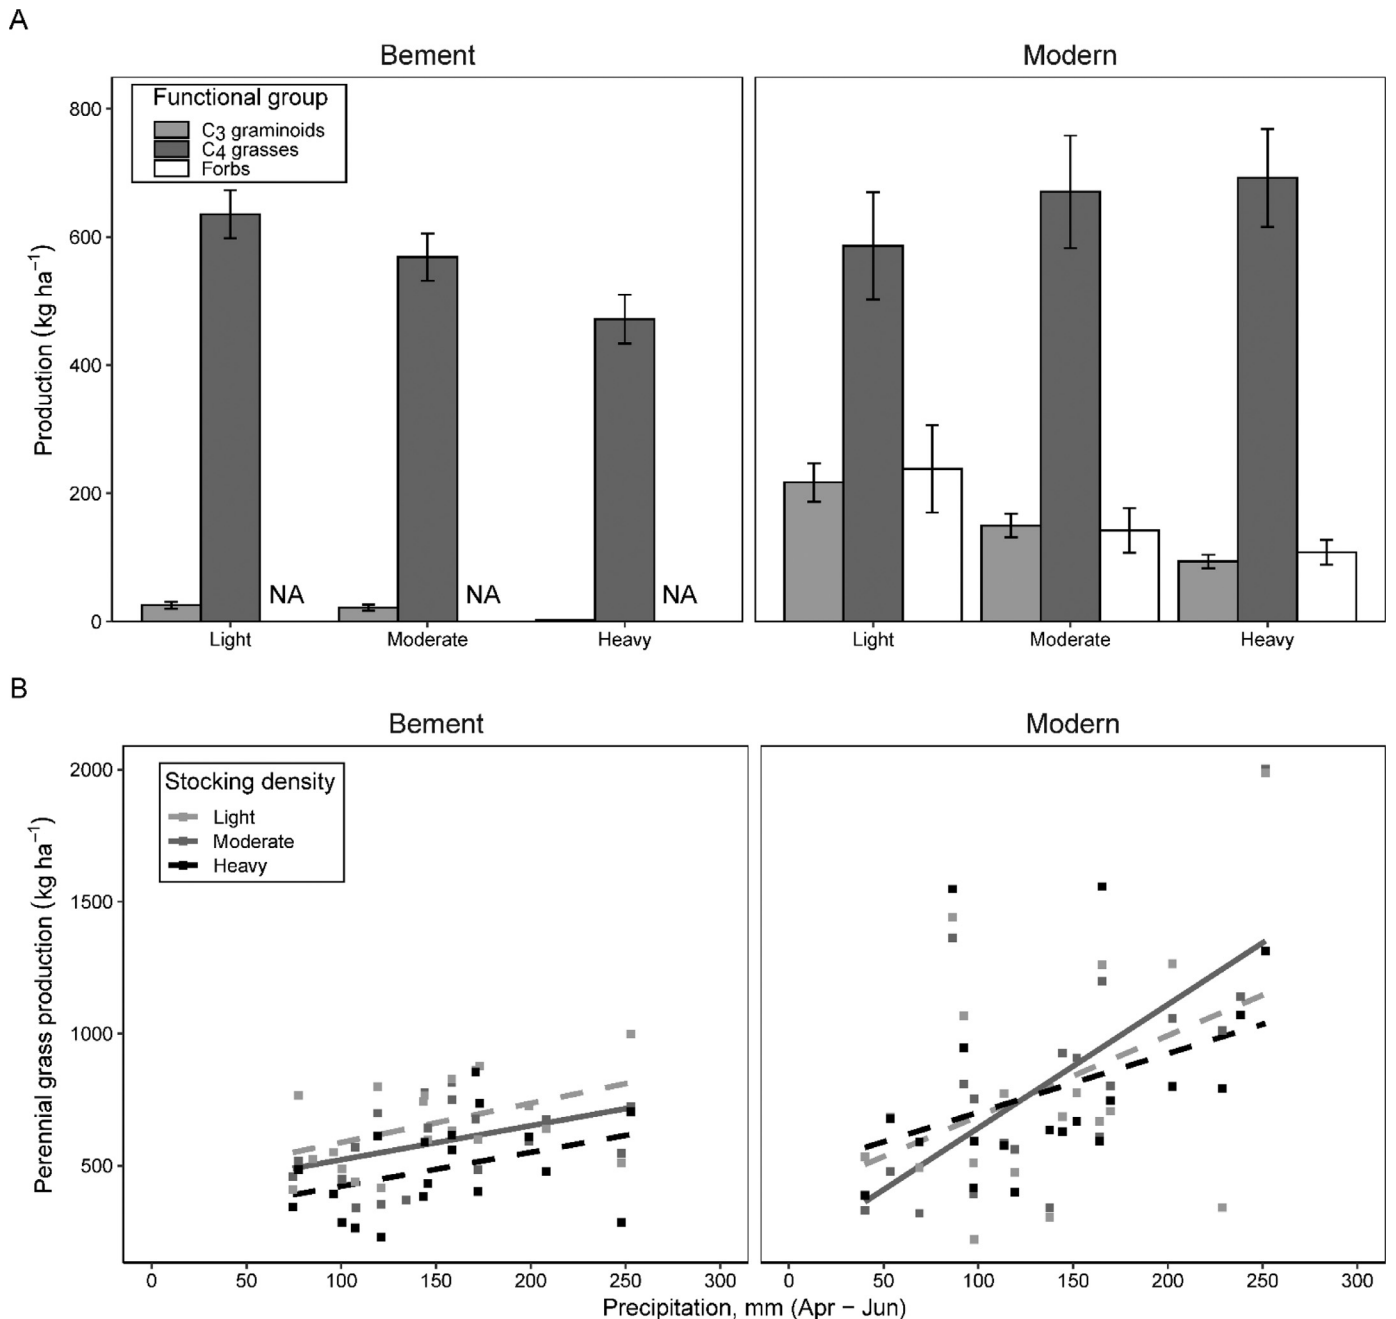 A
Bement
Modern
Functional group
C3 graminoids
C4 grasses
Forbs
Production (kg ha⁻¹)
800
600
400
200
0
NA
NA
NA
Light
Moderate
Heavy
Light
Moderate
Heavy
B
Bement
Modern
Stocking density
Light
Moderate
Heavy
Perennial grass production (kg ha⁻¹)
2000
1500
1000
500
0
50
100
150
200
250
300
0
50
100
150
200
250
300
Precipitation, mm (Apr − Jun)